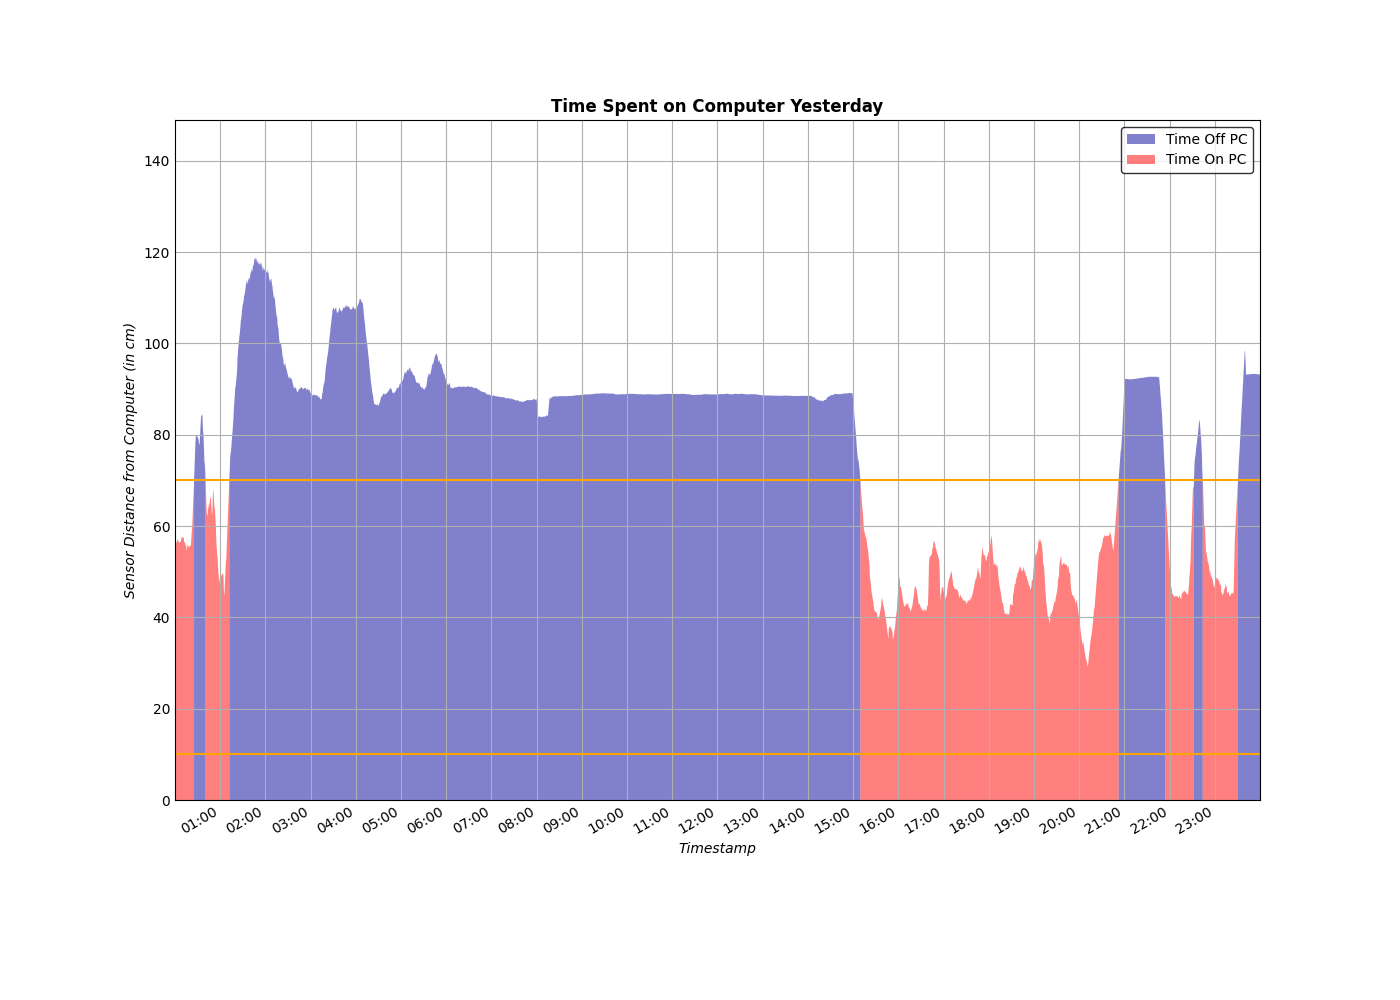 Time Spent on Computer Yesterday
Time Off PC
Time On PC
140
120
100
80
60
40
20
0
Sensor Distance from Computer (in cm)
01:00 02:00 03:00 04:00 05:00 06:00 07:00 08:00 09:00 10:00 11:00 12:00 13:00 14:00 15:00 16:00 17:00 18:00 19:00 20:00 21:00 22:00 23:00
Timestamp